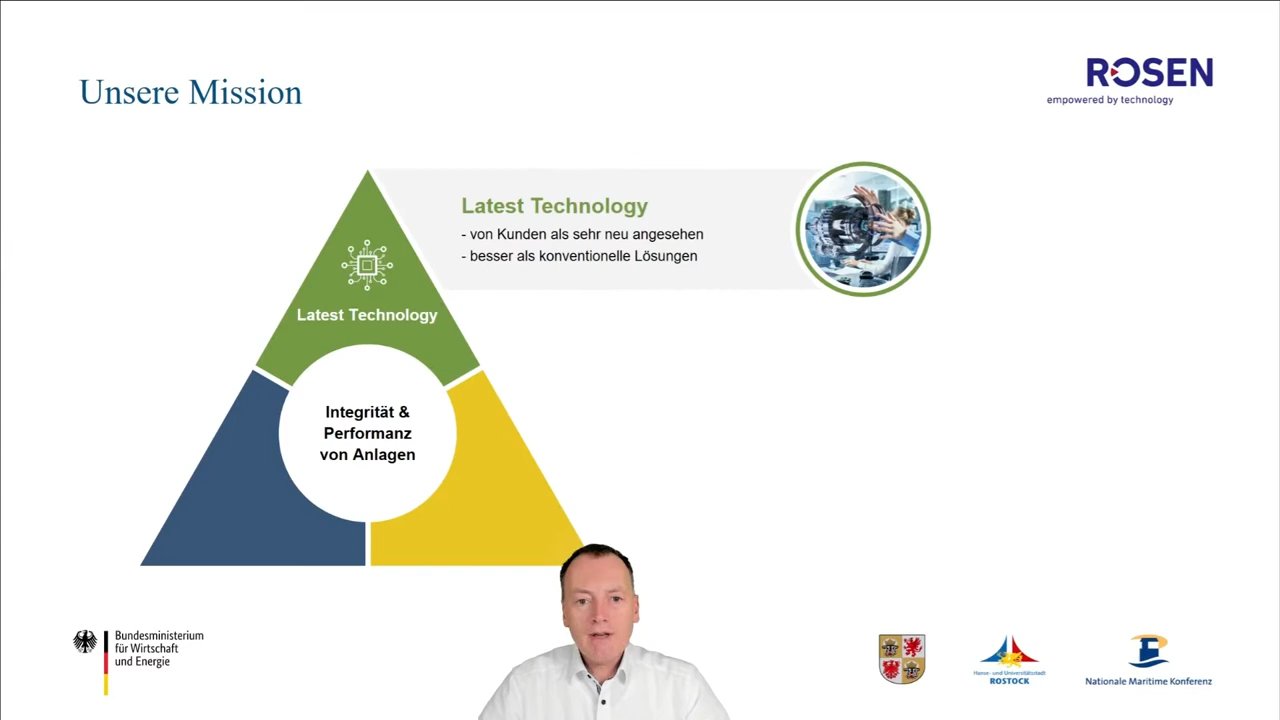 Unsere Mission
ROSEN
empowered by technology
Latest Technology
- von Kunden als sehr neu angesehen
- besser als konventionelle Lösungen
Latest Technology
Integrität &
Performanz
von Anlagen
Bundesministerium
für Wirtschaft
und Energie
Hanse- und Universitätsstadt
ROSTOCK
Nationale Maritime Konferenz